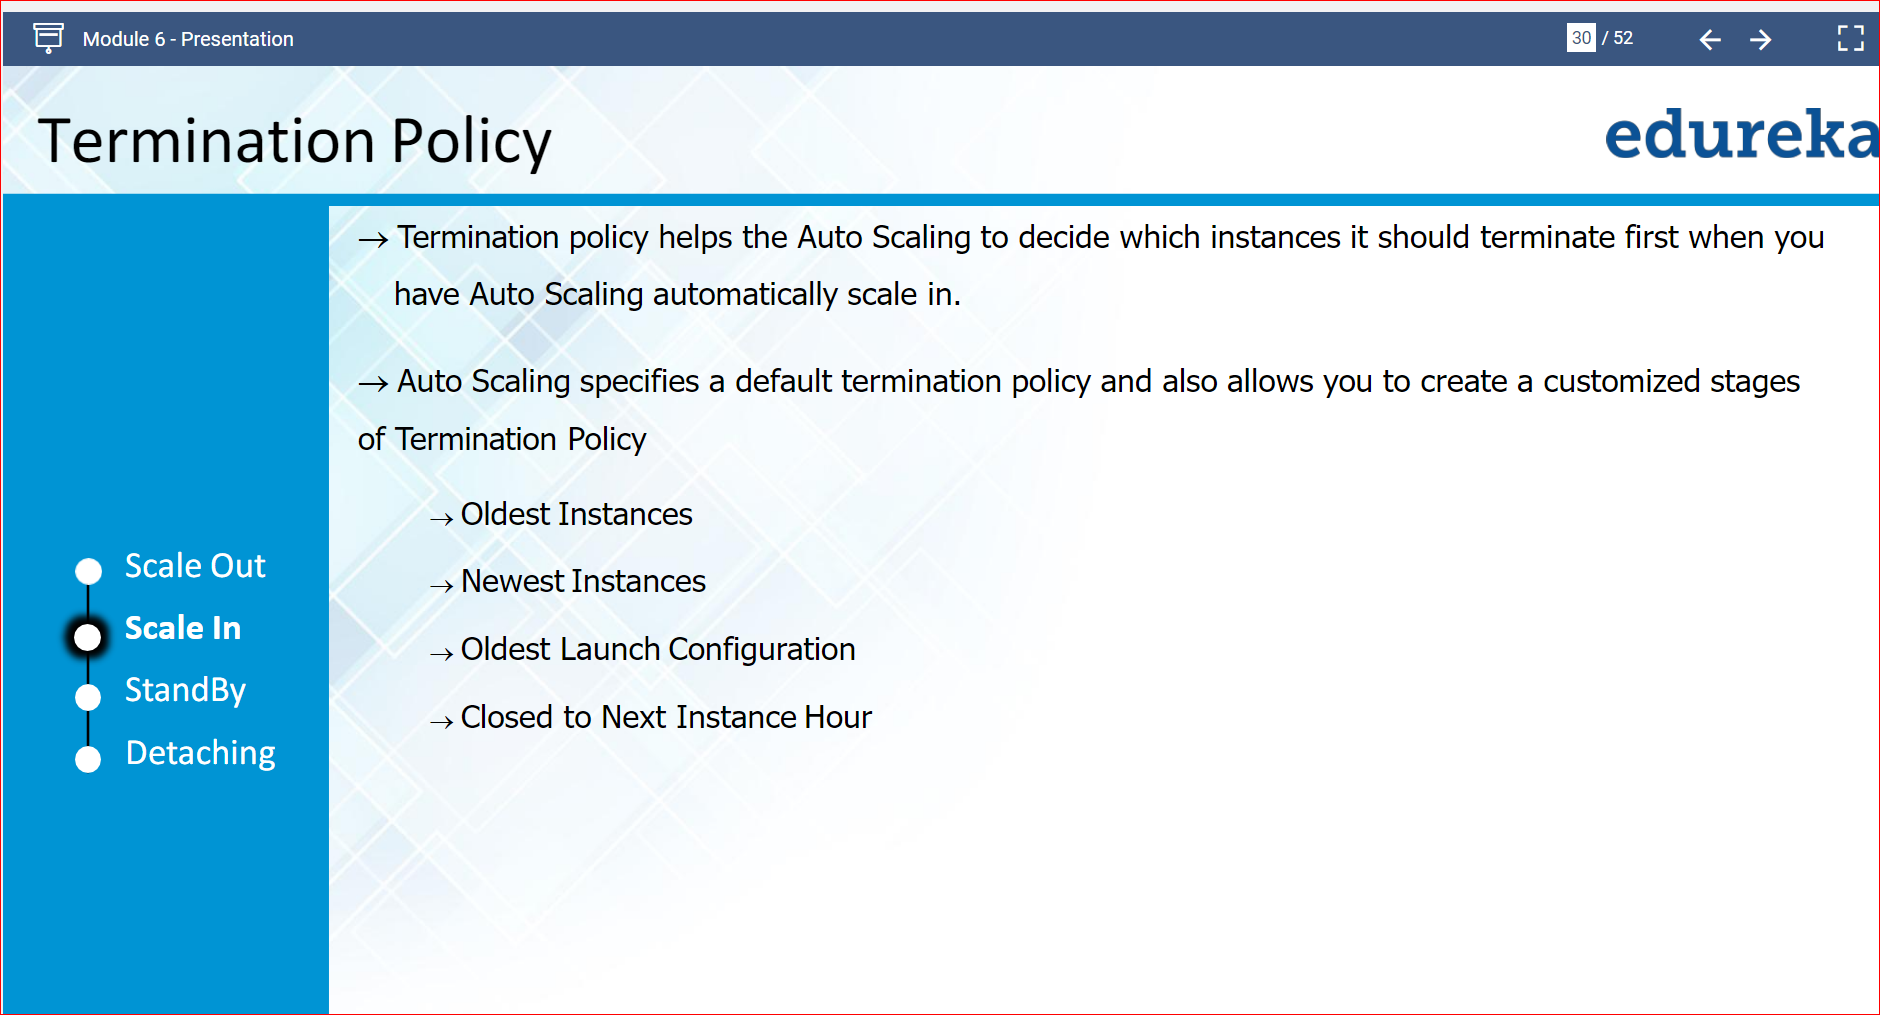 Module 6 - Presentation
30 / 52
Termination Policy
edureka
→ Termination policy helps the Auto Scaling to decide which instances it should terminate first when you
have Auto Scaling automatically scale in.
→ Auto Scaling specifies a default termination policy and also allows you to create a customized stages
of Termination Policy
→ Oldest Instances
→ Newest Instances
→ Oldest Launch Configuration
→ Closed to Next Instance Hour
Scale Out
Scale In
StandBy
Detaching